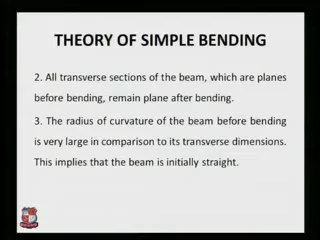 THEORY OF SIMPLE BENDING
2. All transverse sections of the beam, which are planes
before bending, remain plane after bending.
3. The radius of curvature of the beam before bending
is very large in comparison to its transverse dimensions.
This implies that the beam is initially straight.